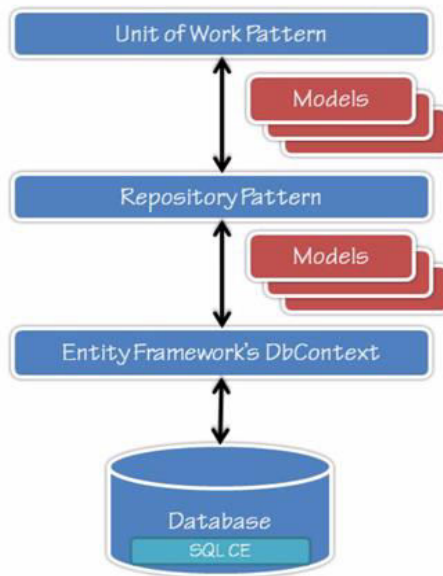 Unit of Work Pattern
Models
Repository Pattern
Models
Entity Framework's DbContext
Database
SQL CE